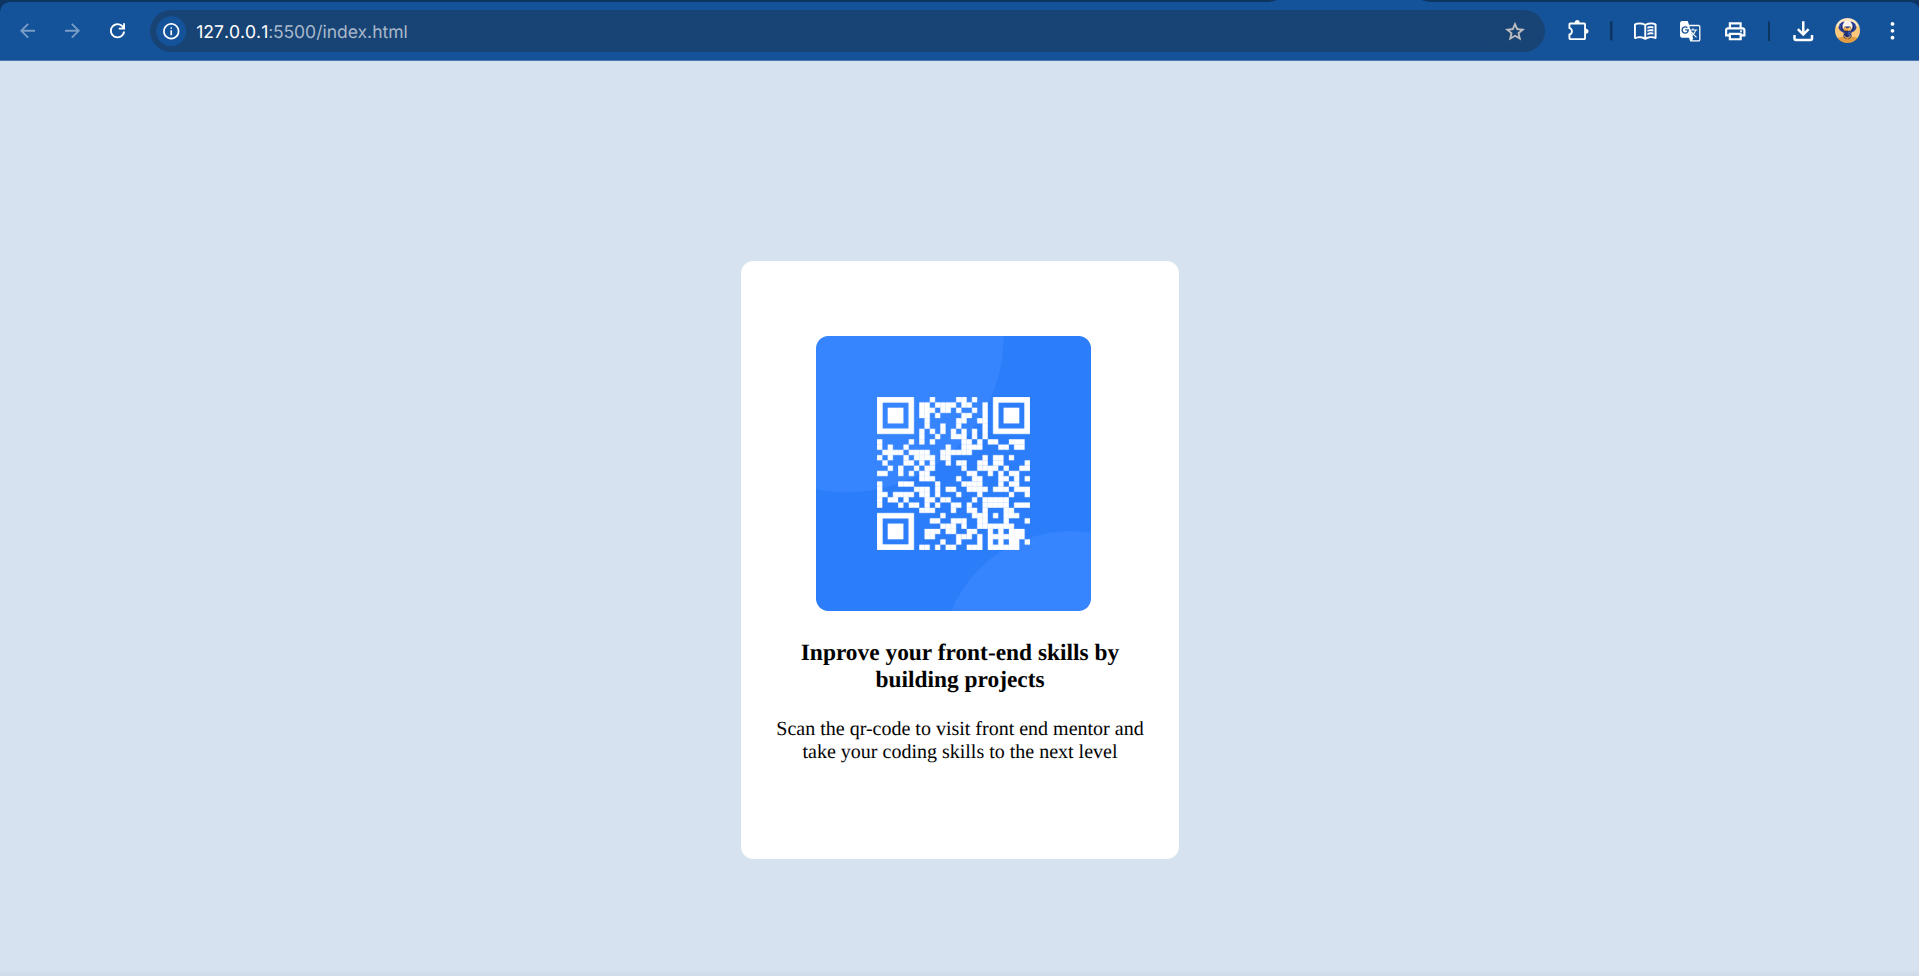 127.0.0.1:5500/index.html
Inprove your front-end skills by
building projects
Scan the qr-code to visit front end mentor and
take your coding skills to the next level